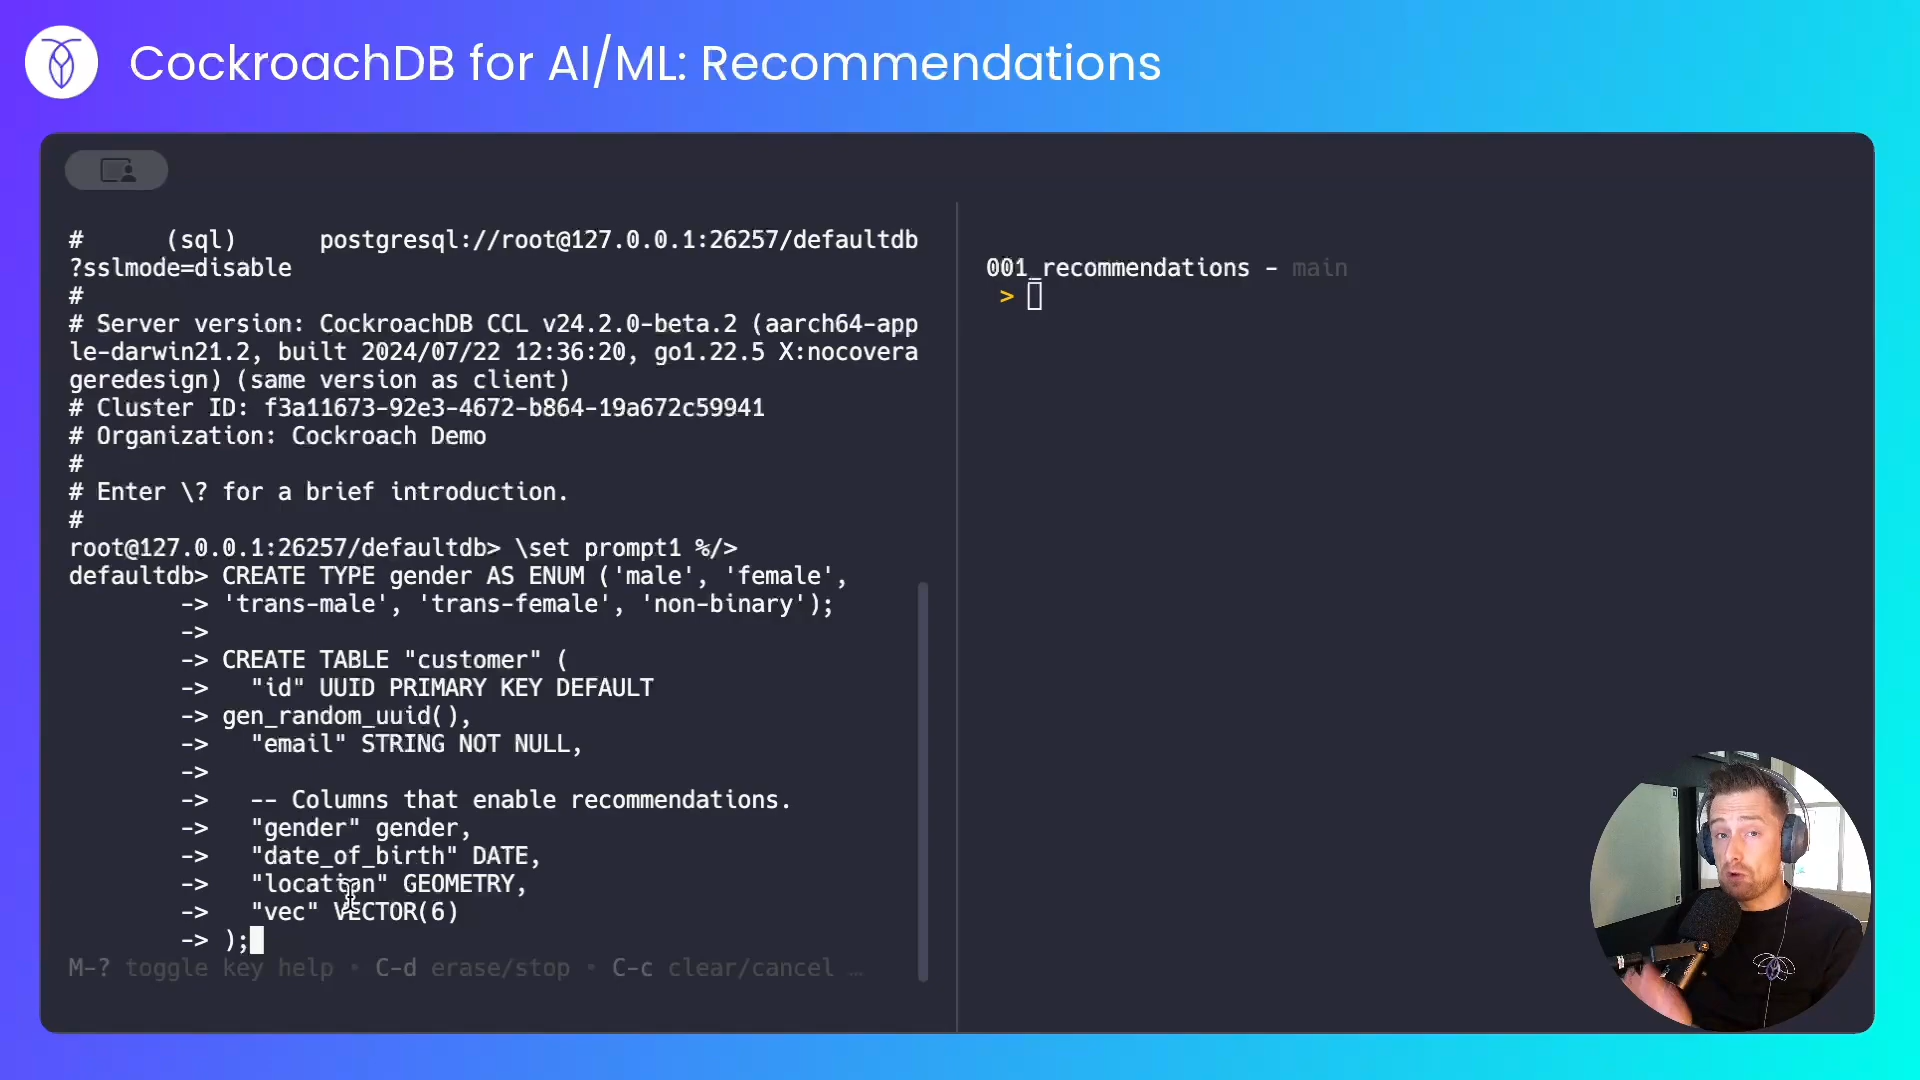 CockroachDB for AI/ML: Recommendations
#      (sql)      postgresql://root@127.0.0.1:26257/defaultdb
?sslmode=disable
#
# Server version: CockroachDB CCL v24.2.0-beta.2 (aarch64-app
le-darwin21.2, built 2024/07/22 12:36:20, go1.22.5 X:nocovera
geredesign) (same version as client)
# Cluster ID: f3a11673-92e3-4672-b864-19a672c59941
# Organization: Cockroach Demo
#
# Enter \? for a brief introduction.
#
root@127.0.0.1:26257/defaultdb> \set prompt1 %/>
defaultdb> CREATE TYPE gender AS ENUM ('male', 'female',
        -> 'trans-male', 'trans-female', 'non-binary');
        ->
        -> CREATE TABLE "customer" (
        ->   "id" UUID PRIMARY KEY DEFAULT
        -> gen_random_uuid(),
        ->   "email" STRING NOT NULL,
        ->
        ->   -- Columns that enable recommendations.
        ->   "gender" gender,
        ->   "date_of_birth" DATE,
        ->   "location" GEOMETRY,
        ->   "vec" VECTOR(6)
        -> );
M-? toggle key help • C-d erase/stop • C-c clear/cancel …
001_recommendations - main
>